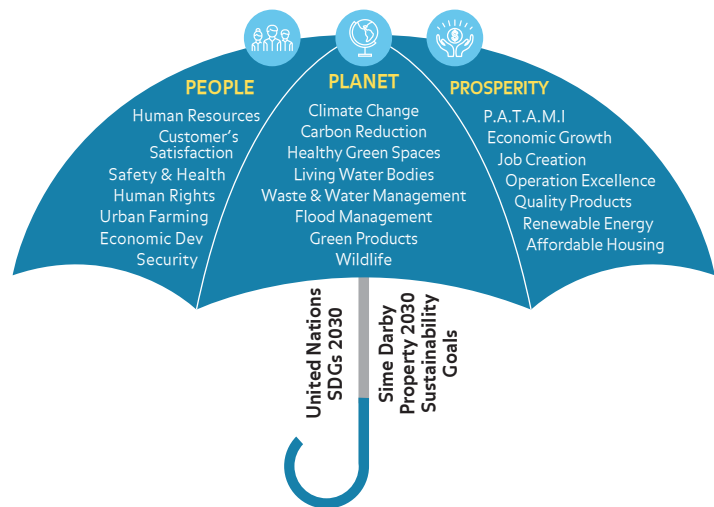 PEOPLE
Human Resources
Customer's
Satisfaction
Safety & Health
Human Rights
Urban Farming
Economic Dev
Security
PLANET
Climate Change
Carbon Reduction
Healthy Green Spaces
Living Water Bodies
Waste & Water Management
Flood Management
Green Products
Wildlife
PROSPERITY
P.A.T.A.M.I
Economic Growth
Job Creation
Operation Excellence
Quality Products
Renewable Energy
Affordable Housing
United Nations
SDGs 2030
Sime Darby
Property 2030
Sustainability
Goals